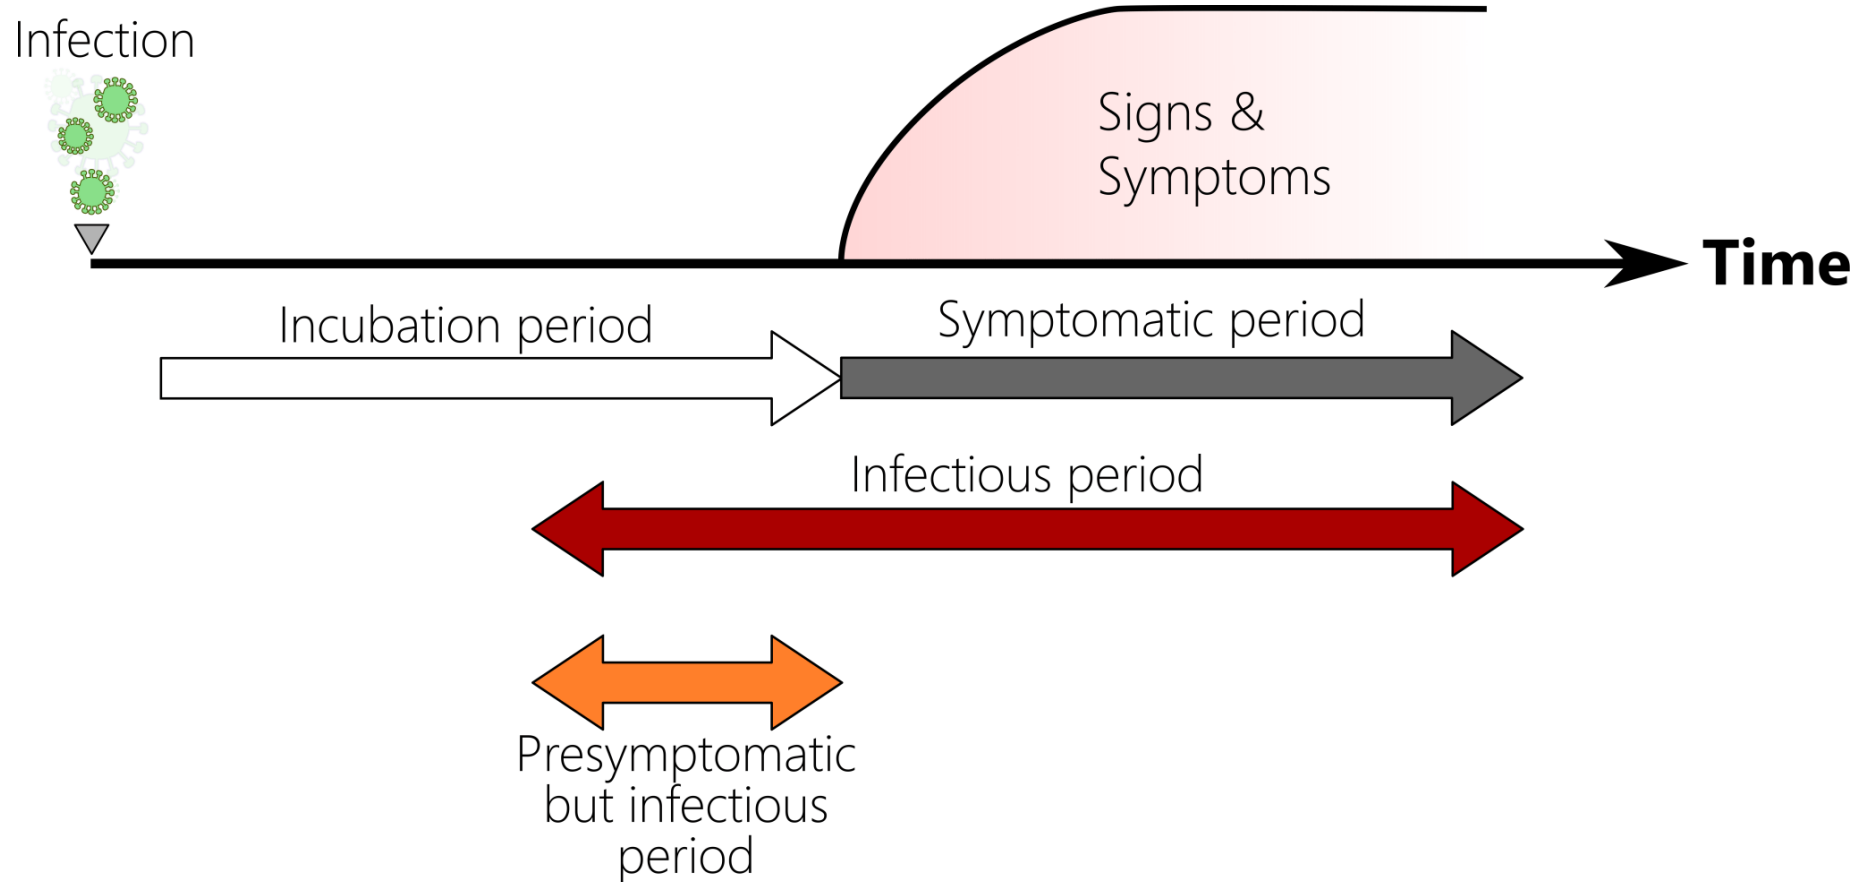 Infection
Signs &
Symptoms
Time
Incubation period
Symptomatic period
Infectious period
Presymptomatic
but infectious
period